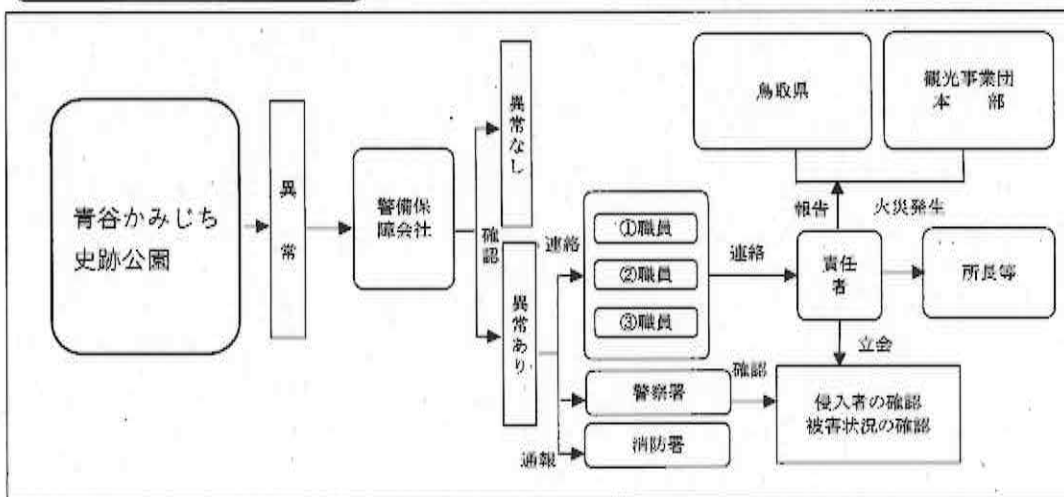 青谷かみじち
史跡公園
異常
警備保
障会社
確認
異常なし
異常あり
連絡
①職員
②職員
③職員
通報
警察署
消防署
連絡
責任
者
報告
火災発生
鳥取県
観光事業団
本部
所長等
立会
確認
侵入者の確認
被害状況の確認